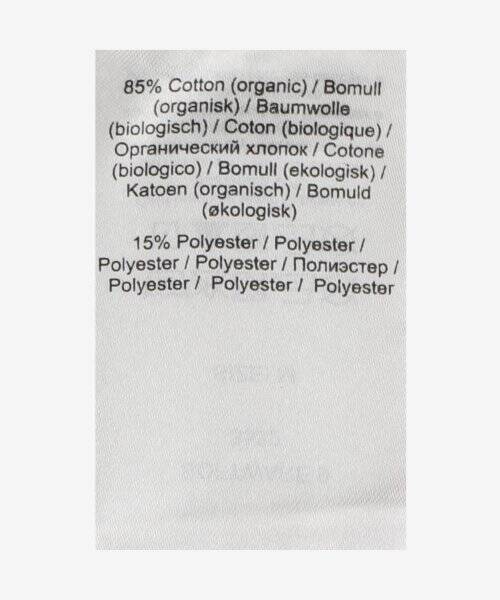 85% Cotton (organic) / Bomull
(organisk) / Baumwolle
(biologisch) / Coton (biologique) /
Органический хлопок / Cotone
(biologico) / Bomull (ekologisk) /
Katoen (organisch) / Bomuld
(økologisk)
15% Polyester / Polyester /
Polyester / Polyester / Полиэстер /
Polyester / Polyester / Polyester